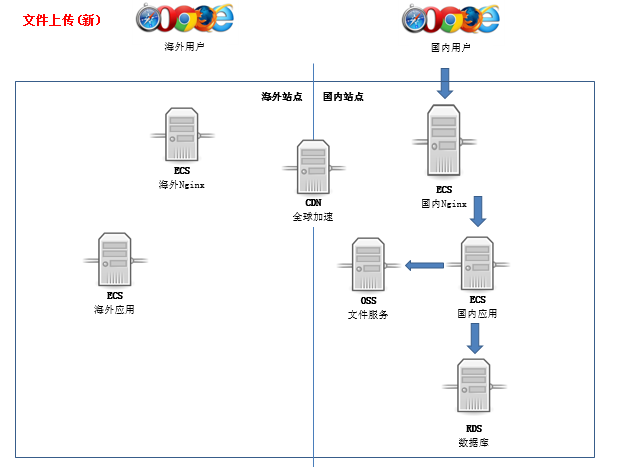 文件上传(新)
海外用户
国内用户
海外站点
国内站点
ECS
海外Nginx
CDN
全球加速
ECS
国内Nginx
ECS
海外应用
OSS
文件服务
ECS
国内应用
RDS
数据库